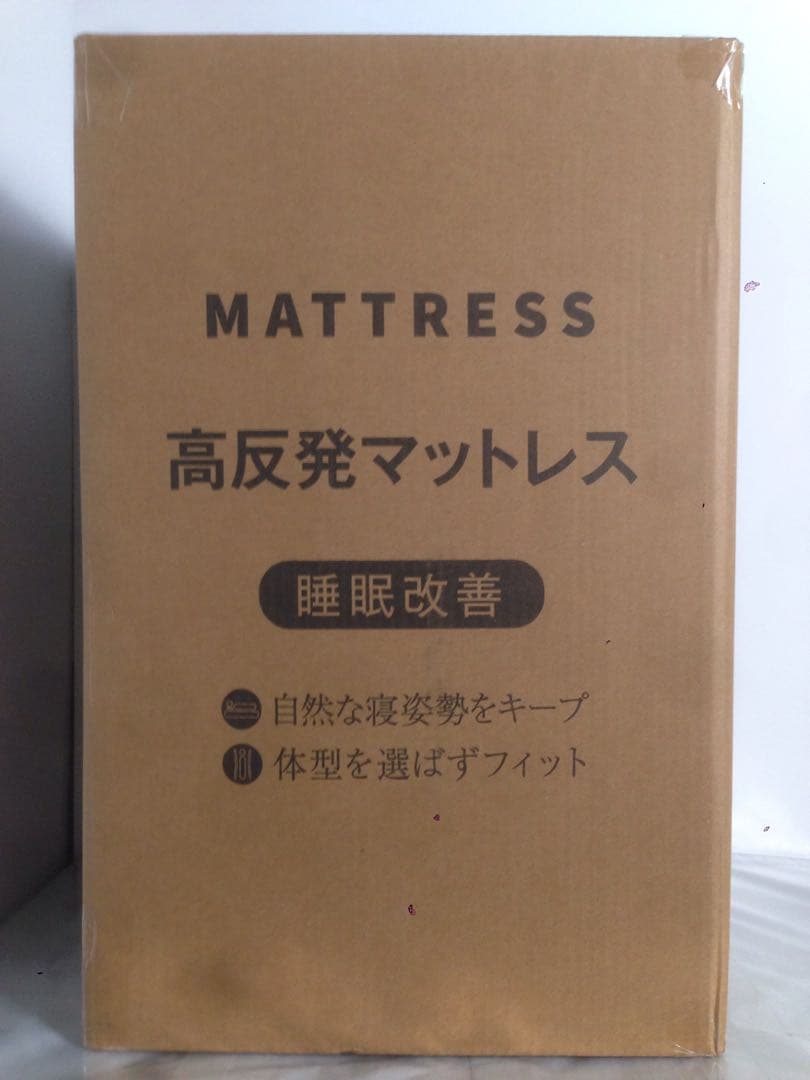 MATTRESS
高反発マットレス
睡眠改善
自然な寝姿勢をキープ
体型を選ばずフィット